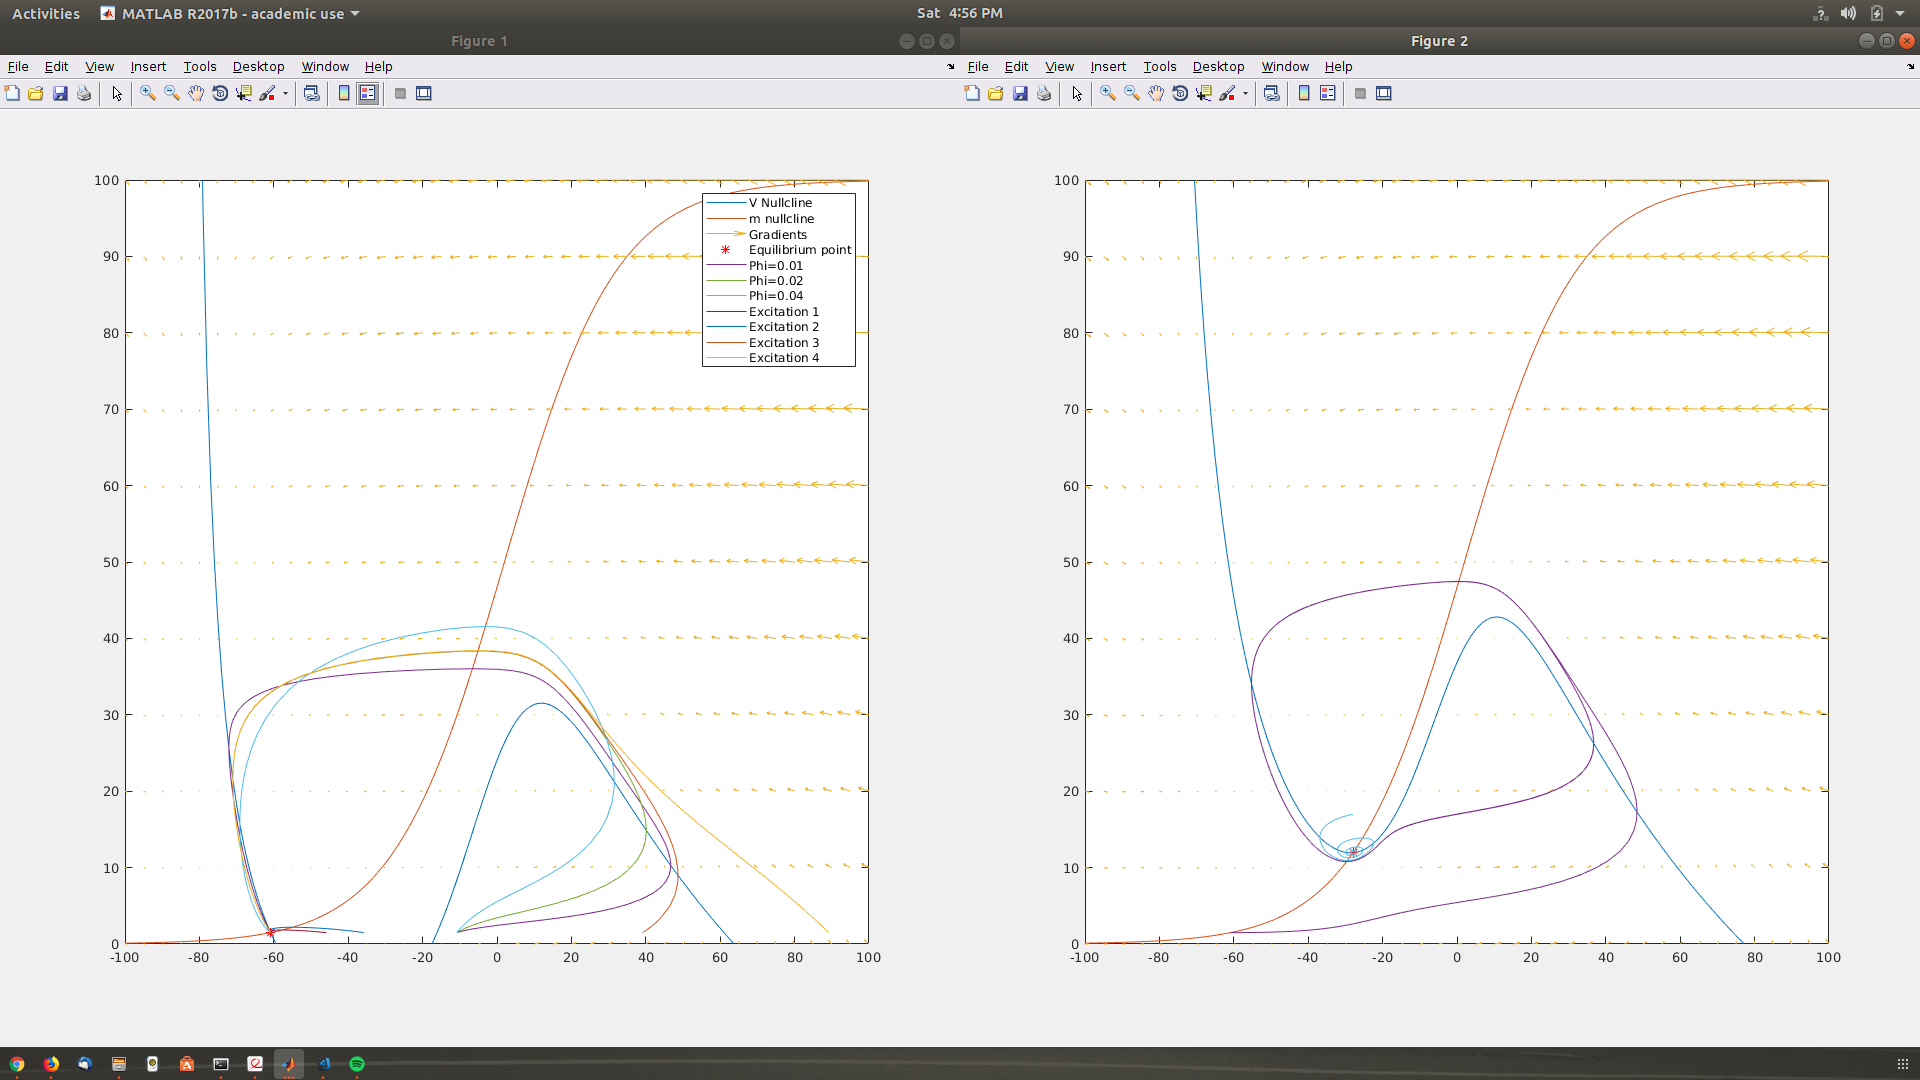 Activities MATLAB R2017b - academic use Sat 4:56 PM
Figure 1 Figure 2
File Edit View Insert Tools Desktop Window Help
File Edit View Insert Tools Desktop Window Help
100
90
80
70
60
50
40
30
20
10
0
-100 -80 -60 -40 -20 0 20 40 60 80 100
V Nullcline
m nullcline
Gradients
Equilibrium point
Phi=0.01
Phi=0.02
Phi=0.04
Excitation 1
Excitation 2
Excitation 3
Excitation 4
100
90
80
70
60
50
40
30
20
10
0
-100 -80 -60 -40 -20 0 20 40 60 80 100